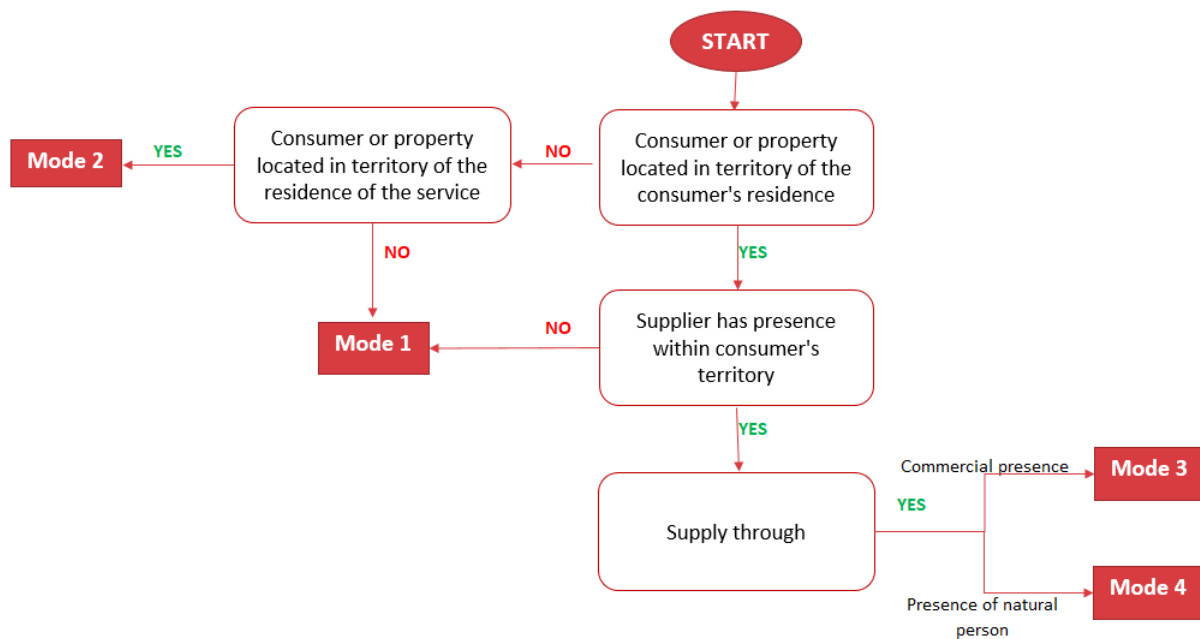 START
Consumer or property
located in territory of the
consumer's residence
NO
Consumer or property
located in territory of the
residence of the service
YES
Mode 2
NO
YES
Mode 1
NO
Supplier has presence
within consumer's
territory
YES
Supply through
YES
Commercial presence
Mode 3
Presence of natural
person
Mode 4